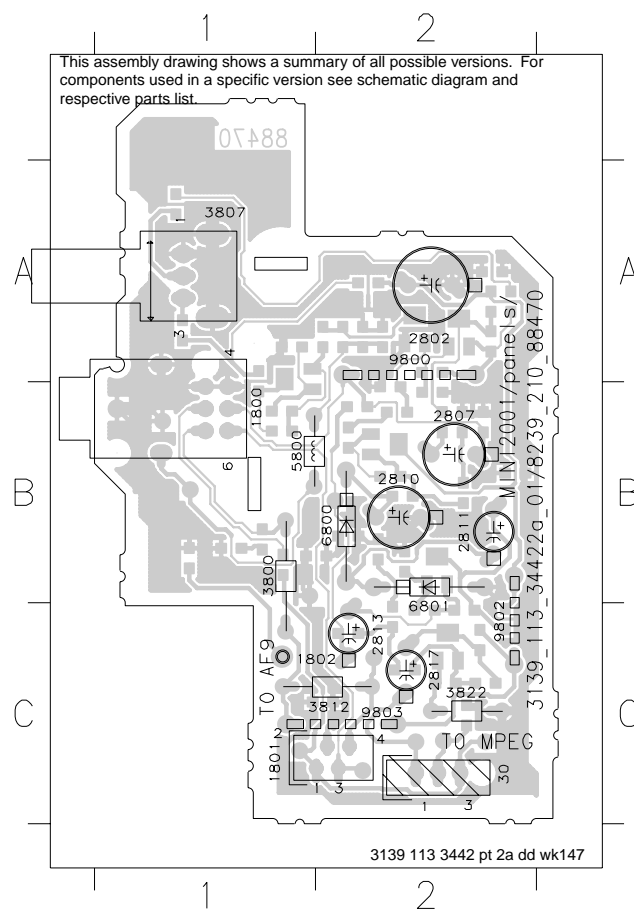 1
2
This assembly drawing shows a summary of all possible versions. For
components used in a specific version see schematic diagram and
respective parts list.
88470
A
A
1
3807
3
2802
4
9800
1800
2807
5800
6
B
B
2810
6800
2811
3800
6801
9802
2813
TO AF9
1802
2817
3812
3822
C
C
2
9803
4
TO MPEG
1801
1
3
30
1
3
MINI2001/panels/
3139_113_34422a_01/8239_210_88470
3139 113 3442 pt 2a dd wk147
1
2